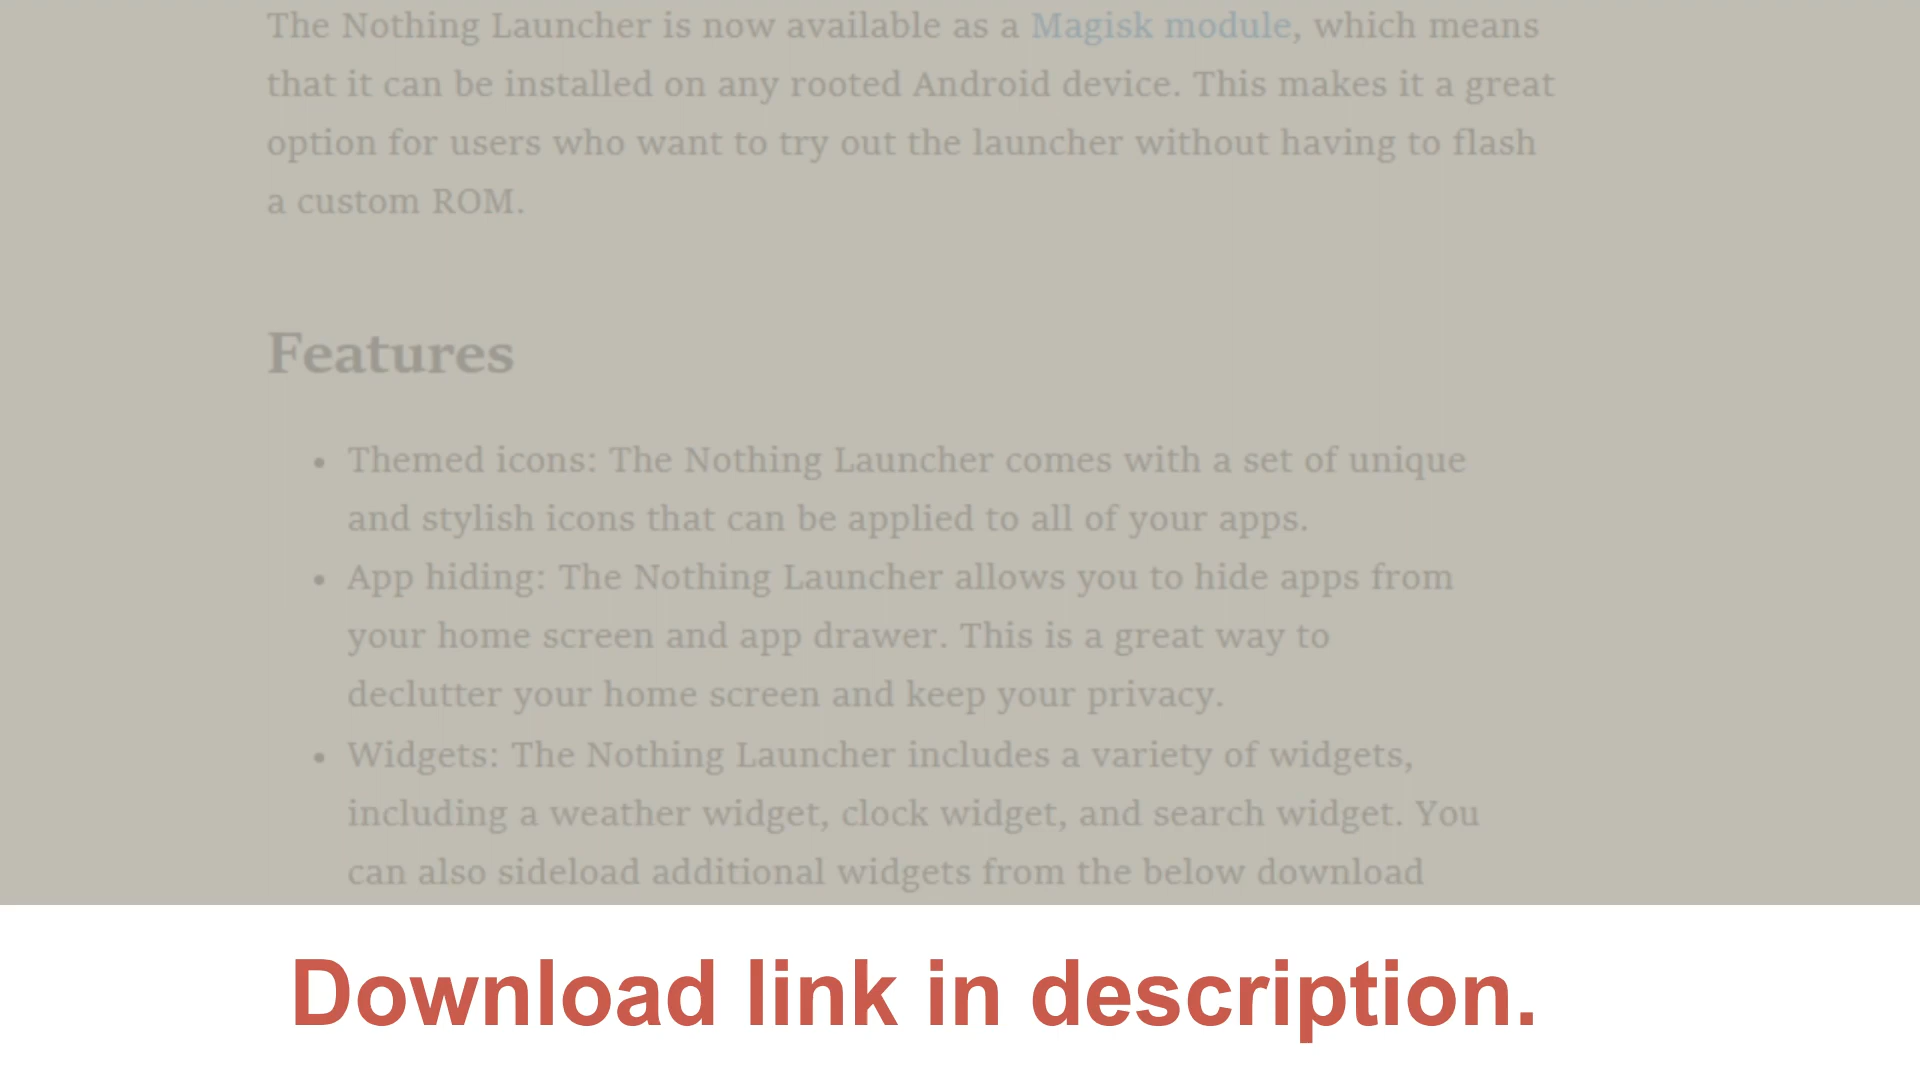 The Nothing Launcher is now available as a Magisk module, which means
that it can be installed on any rooted Android device. This makes it a great
option for users who want to try out the launcher without having to flash
a custom ROM.
Features
• Themed icons: The Nothing Launcher comes with a set of unique
and stylish icons that can be applied to all of your apps.
• App hiding: The Nothing Launcher allows you to hide apps from
your home screen and app drawer. This is a great way to
declutter your home screen and keep your privacy.
• Widgets: The Nothing Launcher includes a variety of widgets,
including a weather widget, clock widget, and search widget. You
can also sideload additional widgets from the below download
Download link in description.